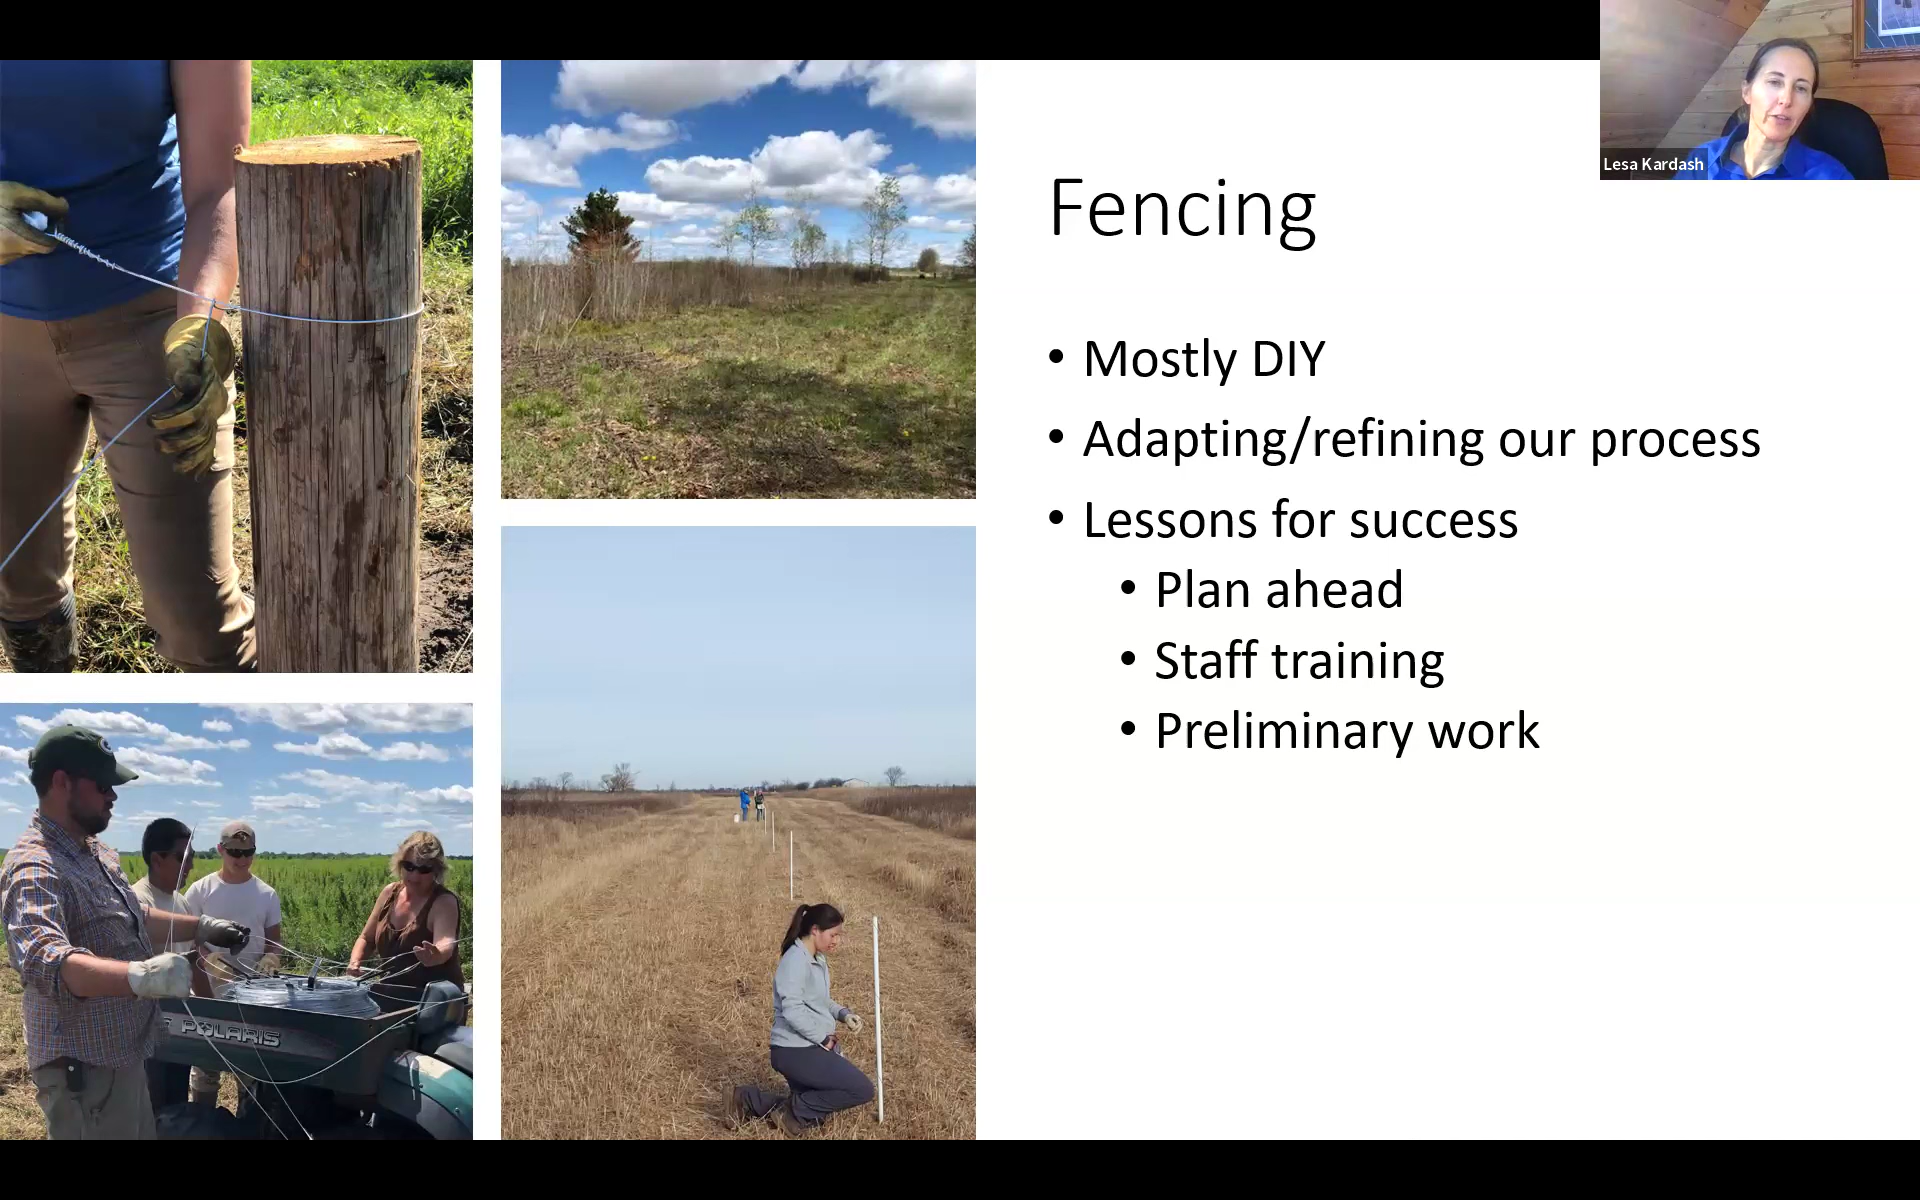 Lesa Kardash
Fencing
• Mostly DIY
• Adapting/refining our process
• Lessons for success
• Plan ahead
• Staff training
• Preliminary work
POLARIS